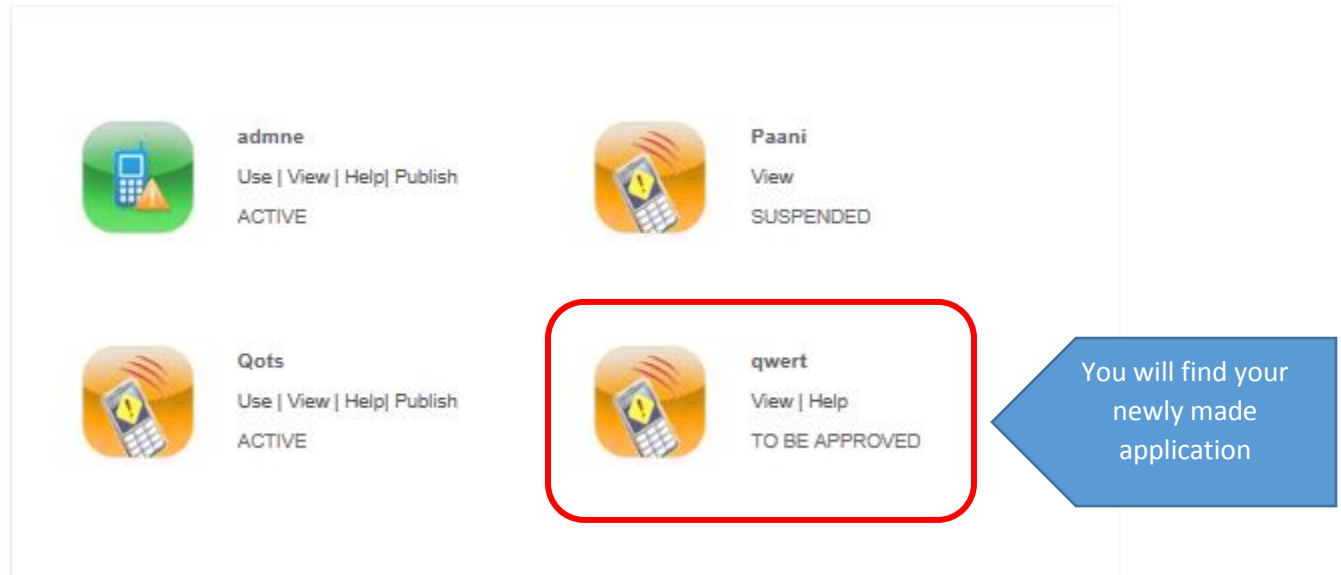 admne
Use | View | Help| Publish
ACTIVE
Paani
View
SUSPENDED
Qots
Use | View | Help| Publish
ACTIVE
qwert
View | Help
TO BE APPROVED
You will find your
newly made
application